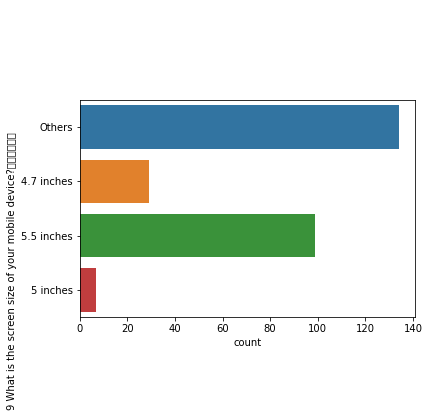 Others
4.7 inches
5.5 inches
5 inches
0 20 40 60 80 100 120 140
count
9 What is the screen size of your mobile device?